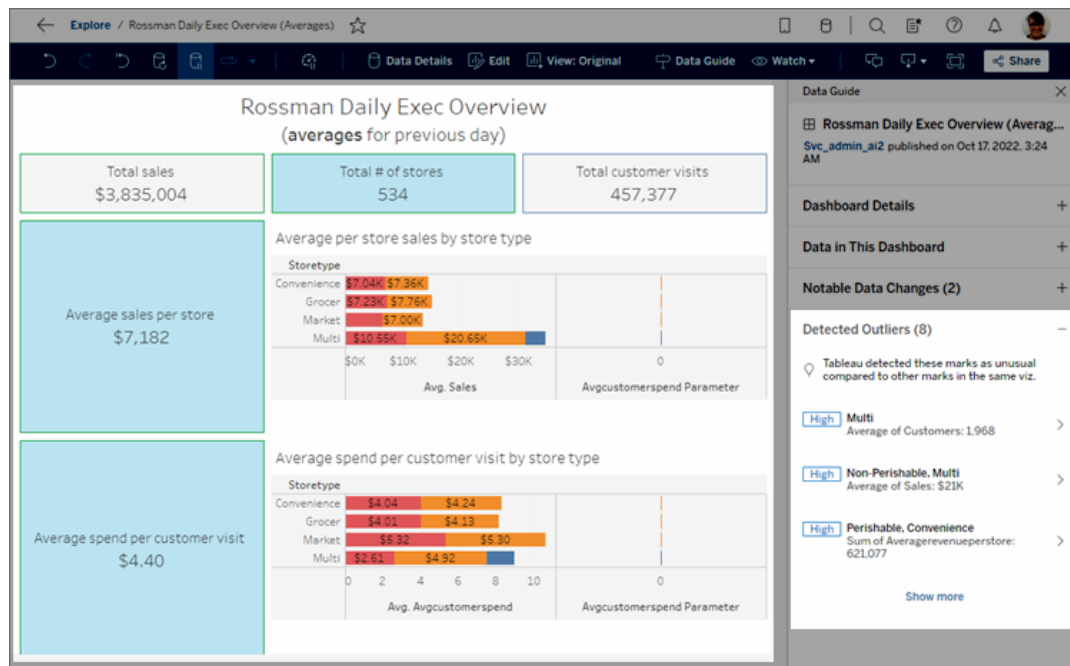 Explore / Rossman Daily Exec Overview (Averages)
Data Details Edit View: Original Data Guide Watch Share
Rossman Daily Exec Overview
(averages for previous day)
Total sales
$3,835,004
Total # of stores
534
Total customer visits
457,377
Average sales per store
$7,182
Average per store sales by store type
Storetype
Convenience $7.04K $7.36K
Grocer $7.23K $7.76K
Market $7.00K
Multi $10.55K $20.65K
$0K $10K $20K $30K 0
Avg. Sales Avgcustomerspend Parameter
Average spend per customer visit
$4.40
Average spend per customer visit by store type
Storetype
Convenience $4.04 $4.24
Grocer $4.01 $4.13
Market $5.32 $5.30
Multi $2.61 $4.92
0 2 4 6 8 10 0
Avg. Avgcustomerspend Avgcustomerspend Parameter
Data Guide
Rossman Daily Exec Overview (Averag...
Svc_admin_ai2 published on Oct 17, 2022, 3:24
AM
Dashboard Details
Data in This Dashboard
Notable Data Changes (2)
Detected Outliers (8)
Tableau detected these marks as unusual
compared to other marks in the same viz.
High Multi
Average of Customers: 1,968
High Non-Perishable, Multi
Average of Sales: $21K
High Perishable, Convenience
Sum of Averagerevenueperstore:
621,077
Show more